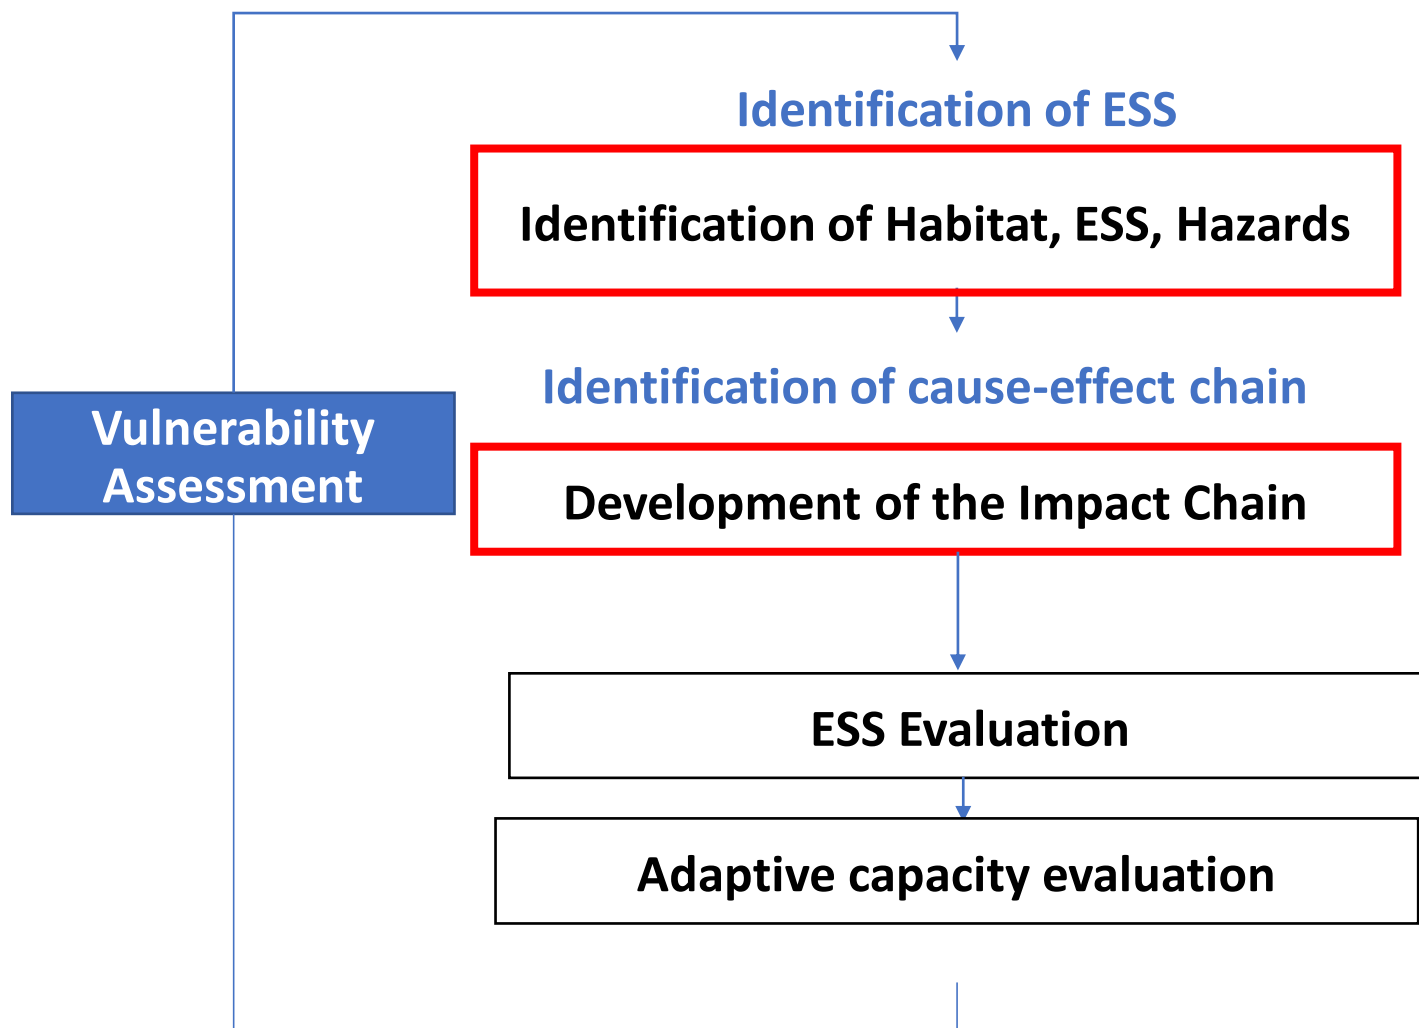 Identification of ESS
Identification of Habitat, ESS, Hazards
Identification of cause-effect chain
Vulnerability
Assessment
Development of the Impact Chain
ESS Evaluation
Adaptive capacity evaluation